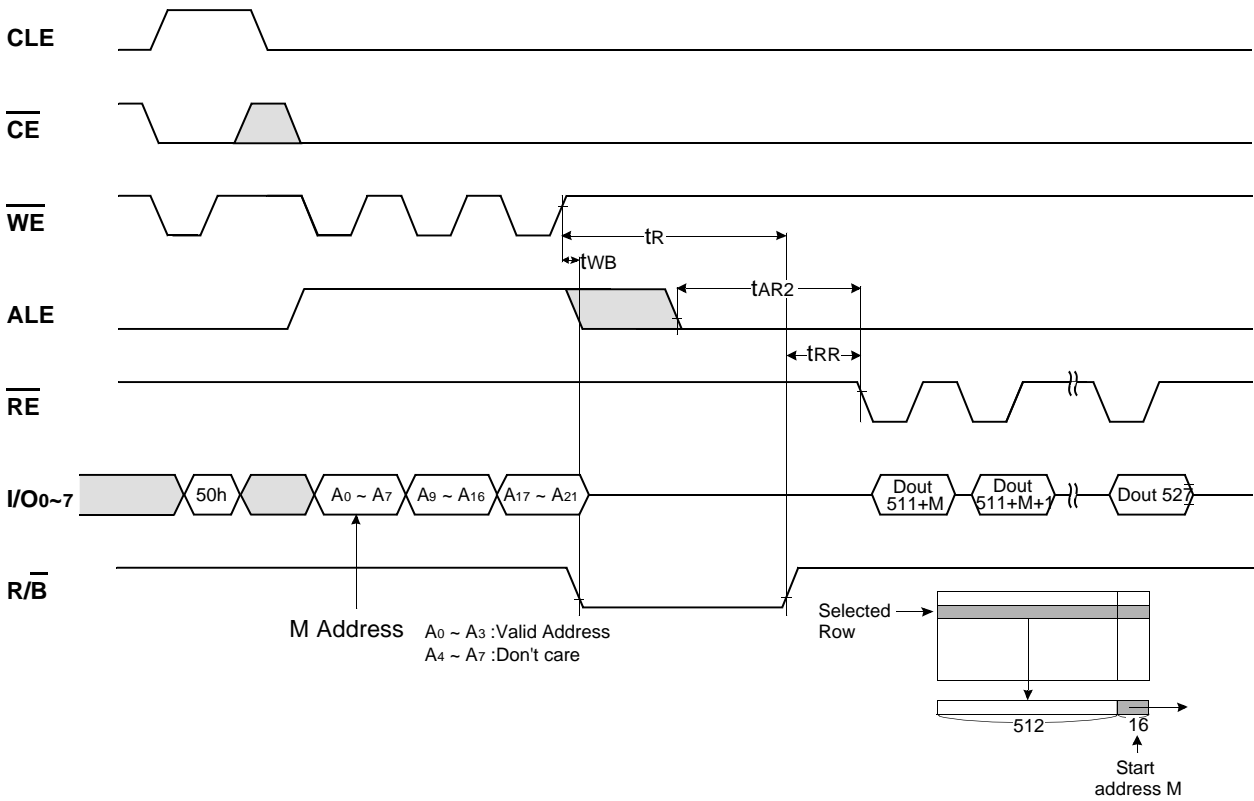 CLE
CE
WE
tR
tWB
ALE
tAR2
tRR
RE
I/O0~7
50h
A0 ~ A7
A9 ~ A16
A17 ~ A21
Dout
511+M
Dout
511+M+1
Dout 527
R/B
M Address
A0 ~ A3 :Valid Address
A4 ~ A7 :Don't care
Selected
Row
512
16
Start
address M